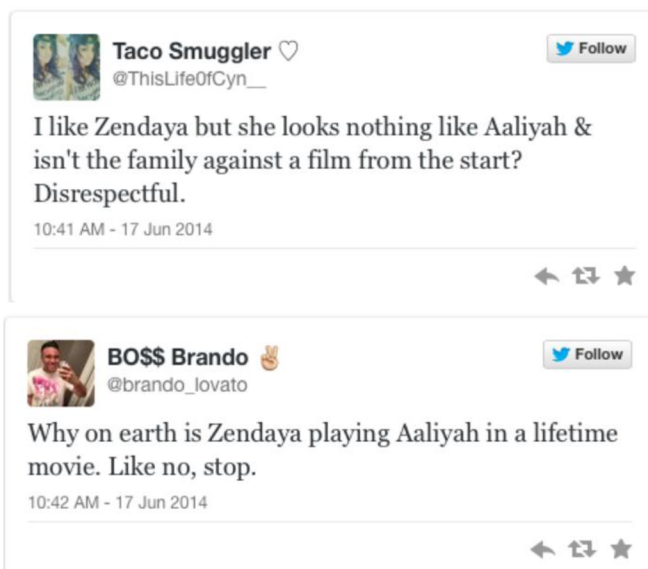 Taco Smuggler ♡
Follow
@ThisLifeOfCyn__
I like Zendaya but she looks nothing like Aaliyah &
isn't the family against a film from the start?
Disrespectful.
10:41 AM - 17 Jun 2014
BO$$ Brando ✌
Follow
@brando_lovato
Why on earth is Zendaya playing Aaliyah in a lifetime
movie. Like no, stop.
10:42 AM - 17 Jun 2014